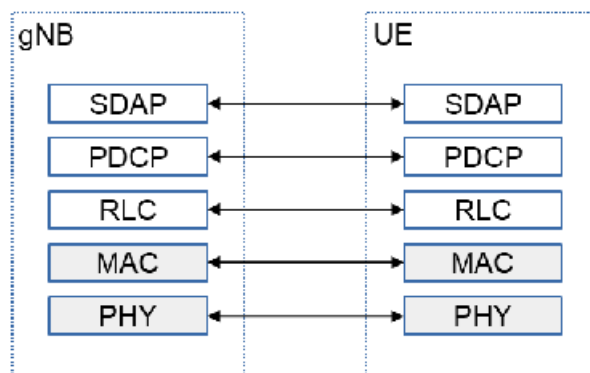 gNB UE
SDAP SDAP
PDCP PDCP
RLC RLC
MAC MAC
PHY PHY